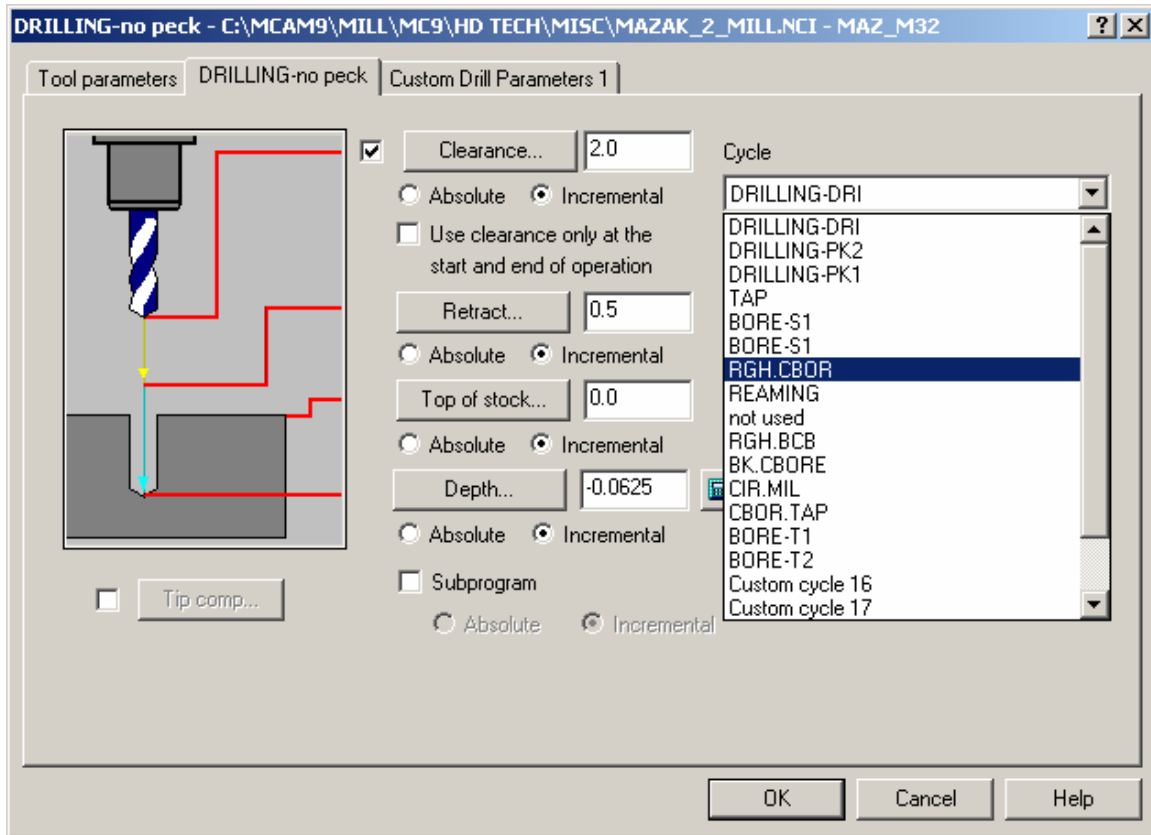 DRILLING-no peck - C:\MCAM9\MILL\MC9\HD TECH\MISC\MAZAK_2_MILL.NCI - MAZ_M32
Tool parameters
DRILLING-no peck
Custom Drill Parameters 1
Clearance...
2.0
Absolute
Incremental
Use clearance only at the
start and end of operation
Retract...
0.5
Absolute
Incremental
Top of stock...
0.0
Absolute
Incremental
Depth...
-0.0625
Absolute
Incremental
Subprogram
Absolute
Incremental
Tip comp...
Cycle
DRILLING-DRI
DRILLING-DRI
DRILLING-PK2
DRILLING-PK1
TAP
BORE-S1
BORE-S1
RGH.CBOR
REAMING
not used
RGH.BCB
BK.CBORE
CIR.MIL
CBOR.TAP
BORE-T1
BORE-T2
Custom cycle 16
Custom cycle 17
OK
Cancel
Help